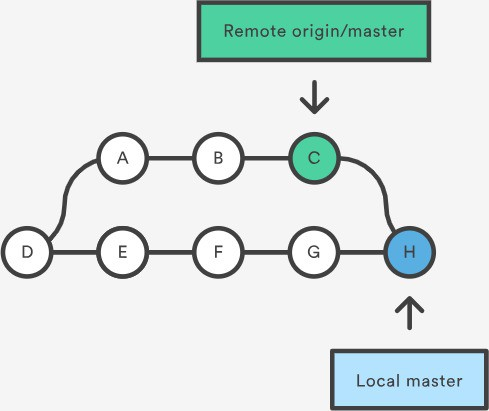 Remote origin/master
A B C
D E F G H
Local master